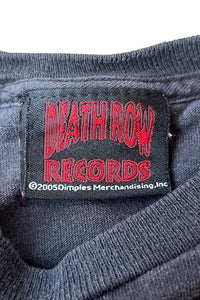 DEATH ROW
RECORDS
©2005Dimples Merchandising,Inc